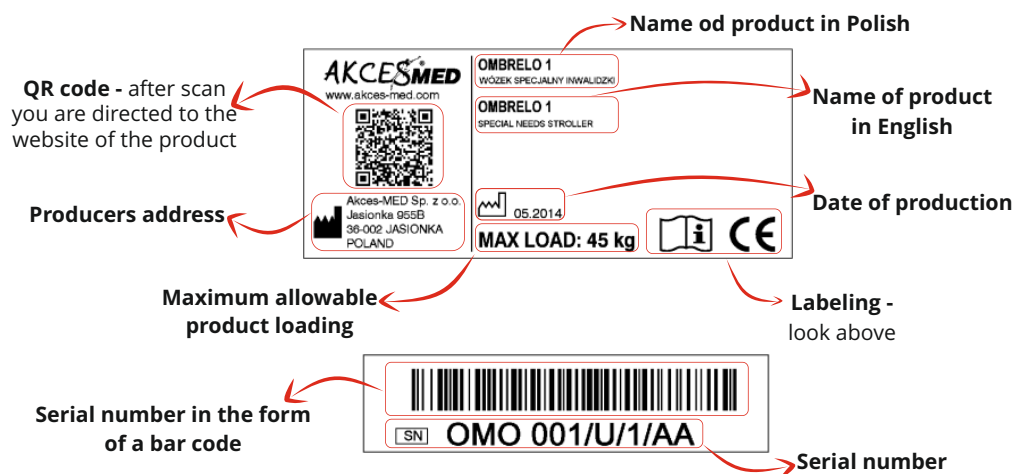 Name od product in Polish
AKCESMED
www.akces-med.com
OMBRELO 1
WÓZEK SPECJALNY INWALIDZKI
QR code - after scan
you are directed to the
website of the product
OMBRELO 1
SPECIAL NEEDS STROLLER
Name of product
in English
Producers address
Akces-MED Sp. z o.o.
Jasionka 955B
36-002 JASIONKA
POLAND
05.2014
Date of production
MAX LOAD: 45 kg
i CE
Maximum allowable
product loading
Labeling -
look above
Serial number in the form
of a bar code
SN OMO 001/U/1/AA
Serial number